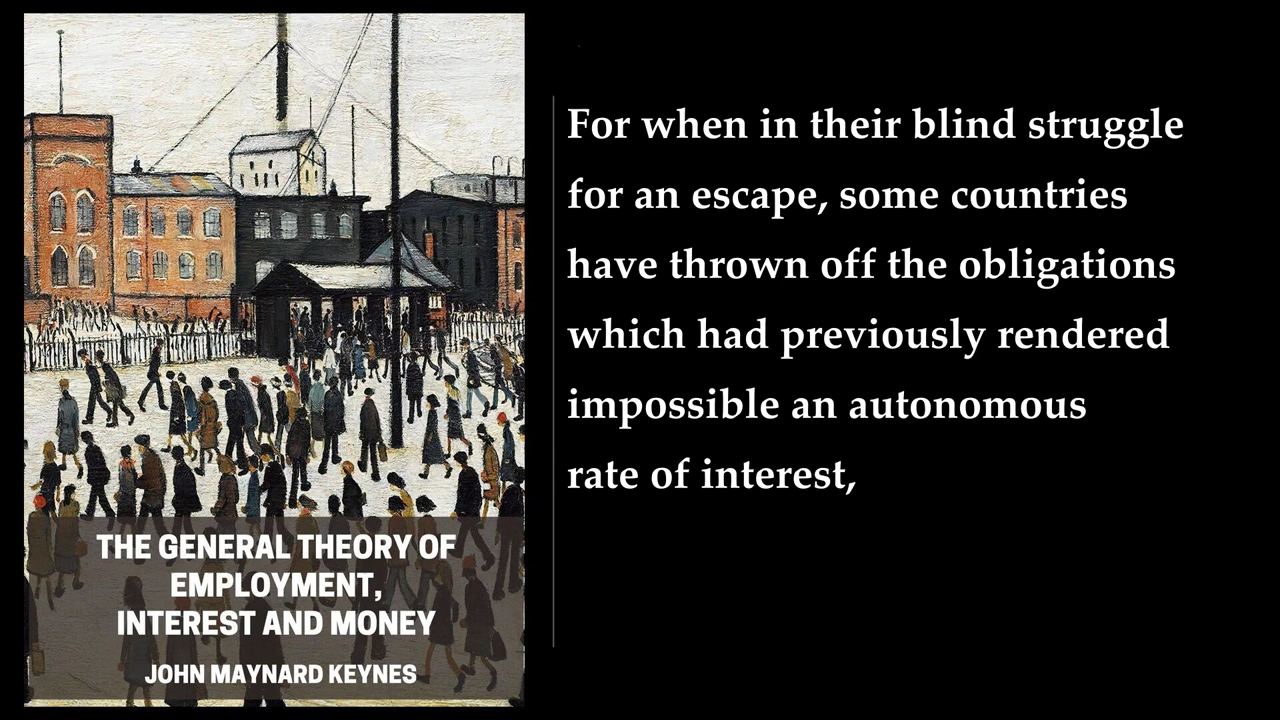 For when in their blind struggle
for an escape, some countries
have thrown off the obligations
which had previously rendered
impossible an autonomous
rate of interest,
THE GENERAL THEORY OF
EMPLOYMENT,
INTEREST AND MONEY
JOHN MAYNARD KEYNES